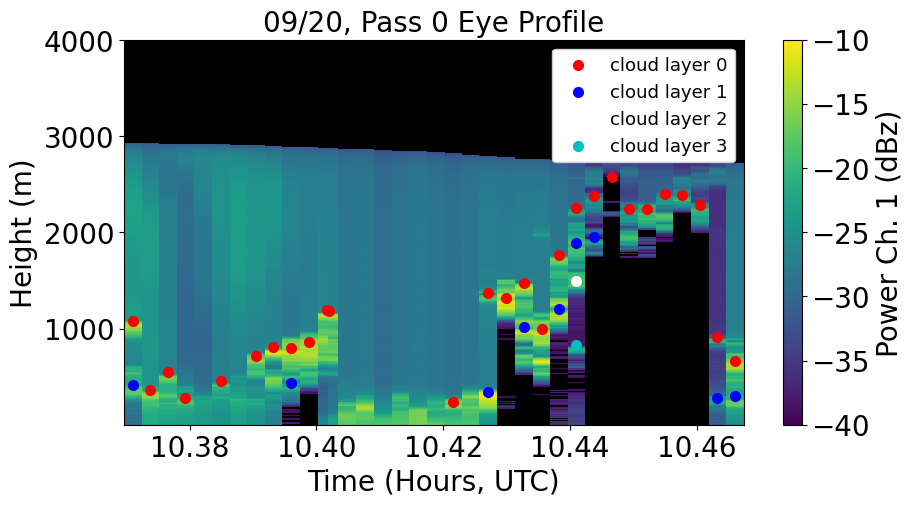 09/20, Pass 0 Eye Profile
4000
3000
2000
1000
Height (m)
10.38
10.40
10.42
10.44
10.46
Time (Hours, UTC)
cloud layer 0
cloud layer 1
cloud layer 2
cloud layer 3
−10
−15
−20
−25
−30
−35
−40
Power Ch. 1 (dBz)